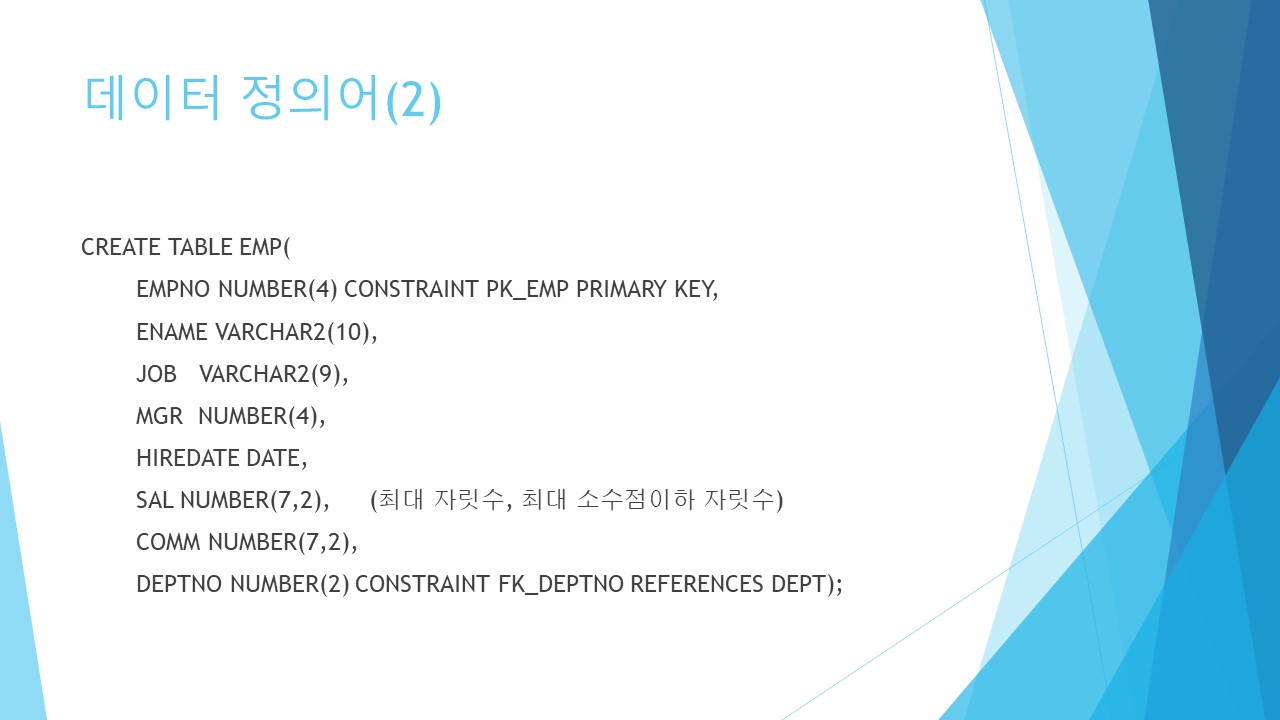 데이터 정의어(2)
CREATE TABLE EMP(
EMPNO NUMBER(4) CONSTRAINT PK_EMP PRIMARY KEY,
ENAME VARCHAR2(10),
JOB VARCHAR2(9),
MGR NUMBER(4),
HIREDATE DATE,
SAL NUMBER(7,2), (최대 자릿수, 최대 소수점이하 자릿수)
COMM NUMBER(7,2),
DEPTNO NUMBER(2) CONSTRAINT FK_DEPTNO REFERENCES DEPT);